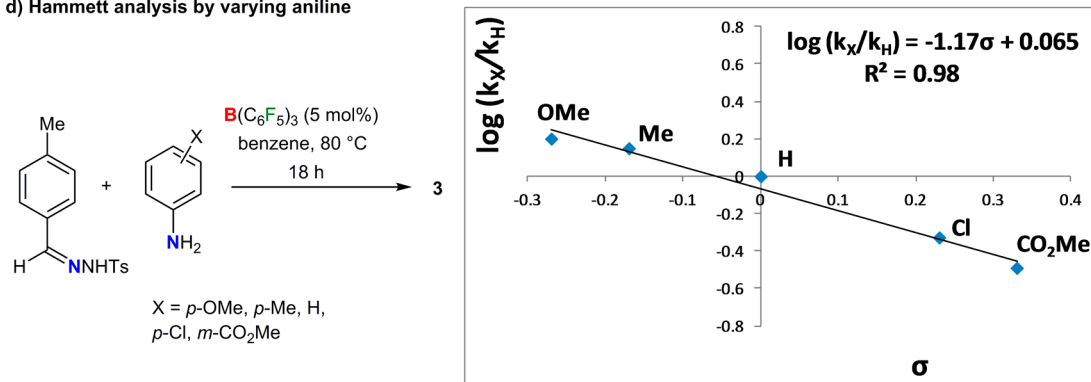 d) Hammett analysis by varying aniline
Me
H
NNHTs
+
X
NH₂
B(C₆F₅)₃ (5 mol%)
benzene, 80 °C
18 h
3
X = p-OMe, p-Me, H,
p-Cl, m-CO₂Me
log (kX/kH)
log (kX/kH) = -1.17σ + 0.065
R² = 0.98
0.8
0.6
0.4
0.2
0
-0.2
-0.4
-0.6
-0.8
-0.3 -0.2 -0.1 0 0.1 0.2 0.3 0.4
OMe
Me
H
Cl
CO₂Me
σ